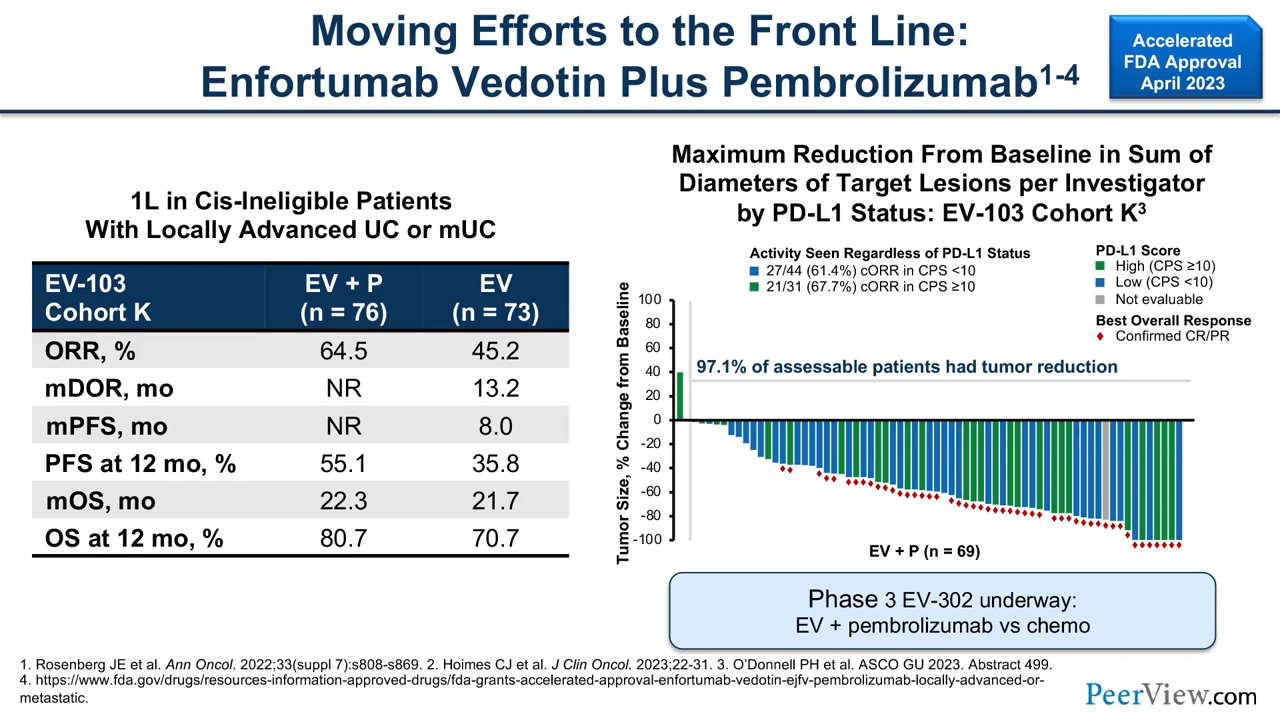 Moving Efforts to the Front Line:
Enfortumab Vedotin Plus Pembrolizumab1-4
Accelerated
FDA Approval
April 2023
1L in Cis-Ineligible Patients
With Locally Advanced UC or mUC
EV-103 Cohort K | EV + P (n = 76) | EV (n = 73)
ORR, % 64.5 45.2
mDOR, mo NR 13.2
mPFS, mo NR 8.0
PFS at 12 mo, % 55.1 35.8
mOS, mo 22.3 21.7
OS at 12 mo, % 80.7 70.7
Maximum Reduction From Baseline in Sum of
Diameters of Target Lesions per Investigator
by PD-L1 Status: EV-103 Cohort K3
Activity Seen Regardless of PD-L1 Status
27/44 (61.4%) cORR in CPS <10
21/31 (67.7%) cORR in CPS ≥10
PD-L1 Score
High (CPS ≥10)
Low (CPS <10)
Not evaluable
Best Overall Response
Confirmed CR/PR
Tumor Size, % Change from Baseline
100
80
60
40
20
0
-20
-40
-60
-80
-100
97.1% of assessable patients had tumor reduction
EV + P (n = 69)
Phase 3 EV-302 underway:
EV + pembrolizumab vs chemo
1. Rosenberg JE et al. Ann Oncol. 2022;33(suppl 7):s808-s869. 2. Hoimes CJ et al. J Clin Oncol. 2023;22-31. 3. O'Donnell PH et al. ASCO GU 2023. Abstract 499.
4. https://www.fda.gov/drugs/resources-information-approved-drugs/fda-grants-accelerated-approval-enfortumab-vedotin-ejfv-pembrolizumab-locally-advanced-or-
metastatic.
PeerView.com